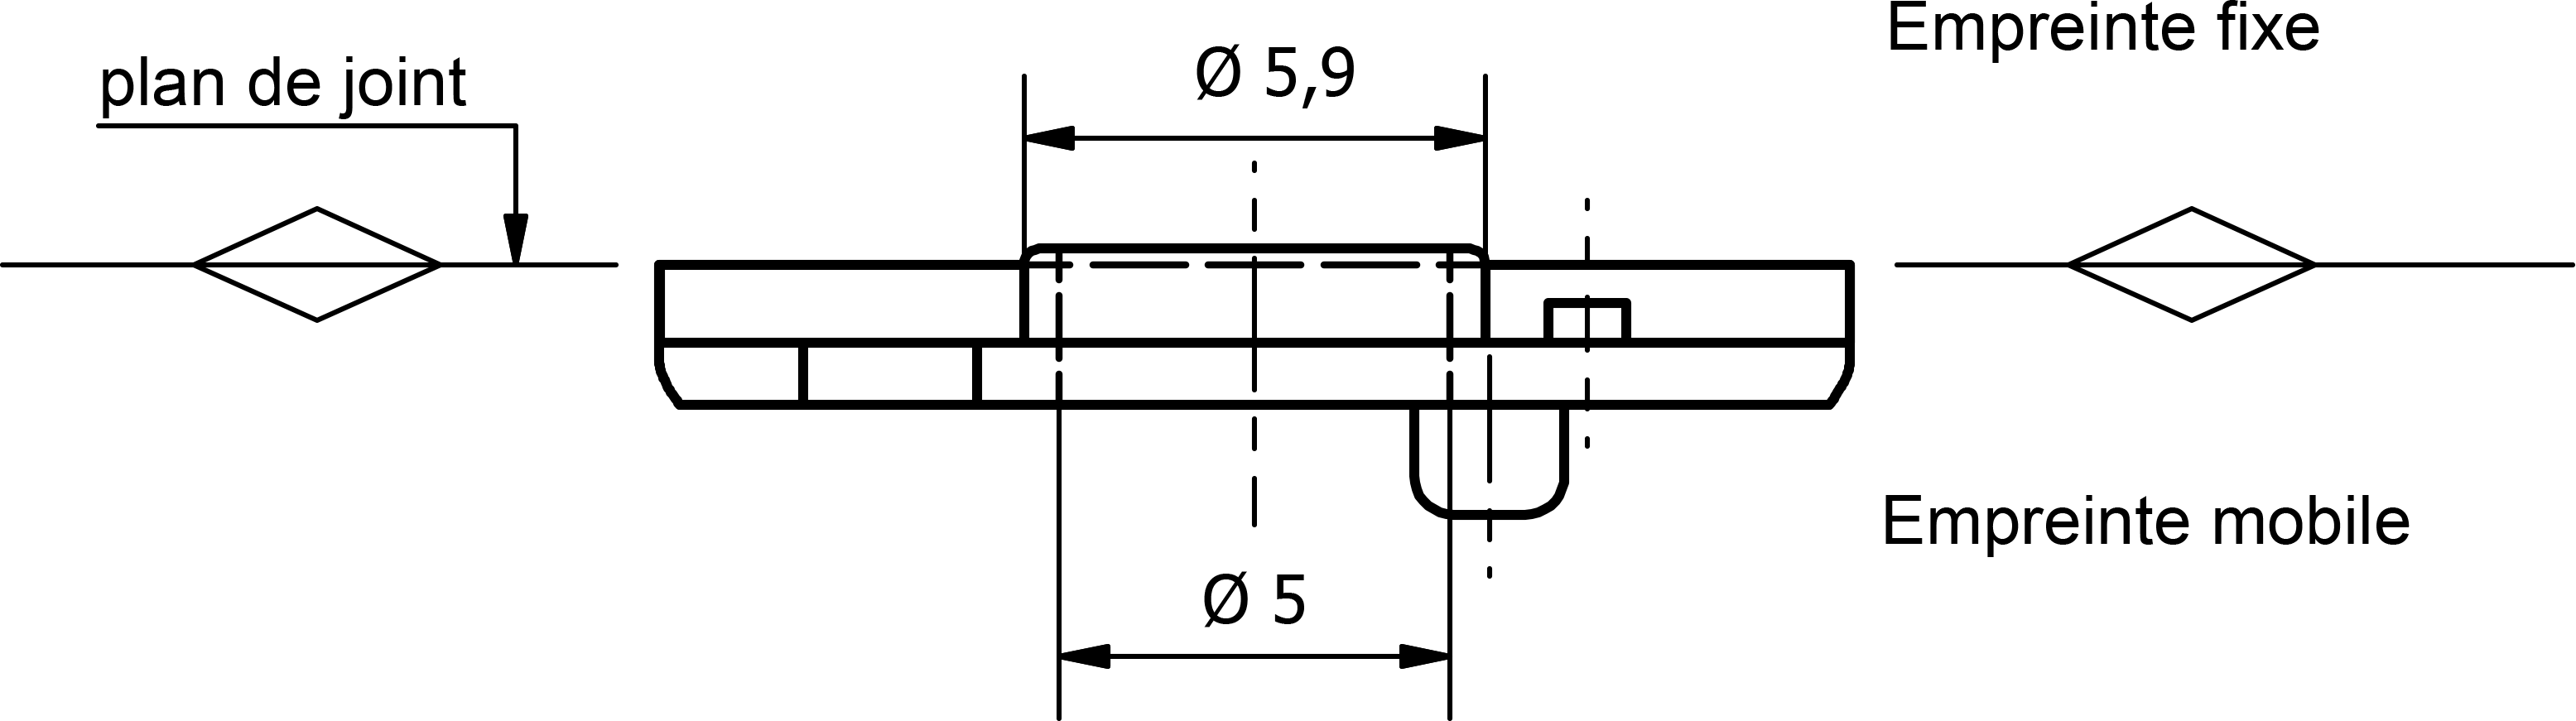 Empreinte fixe
plan de joint
Ø 5,9
Empreinte mobile
Ø 5